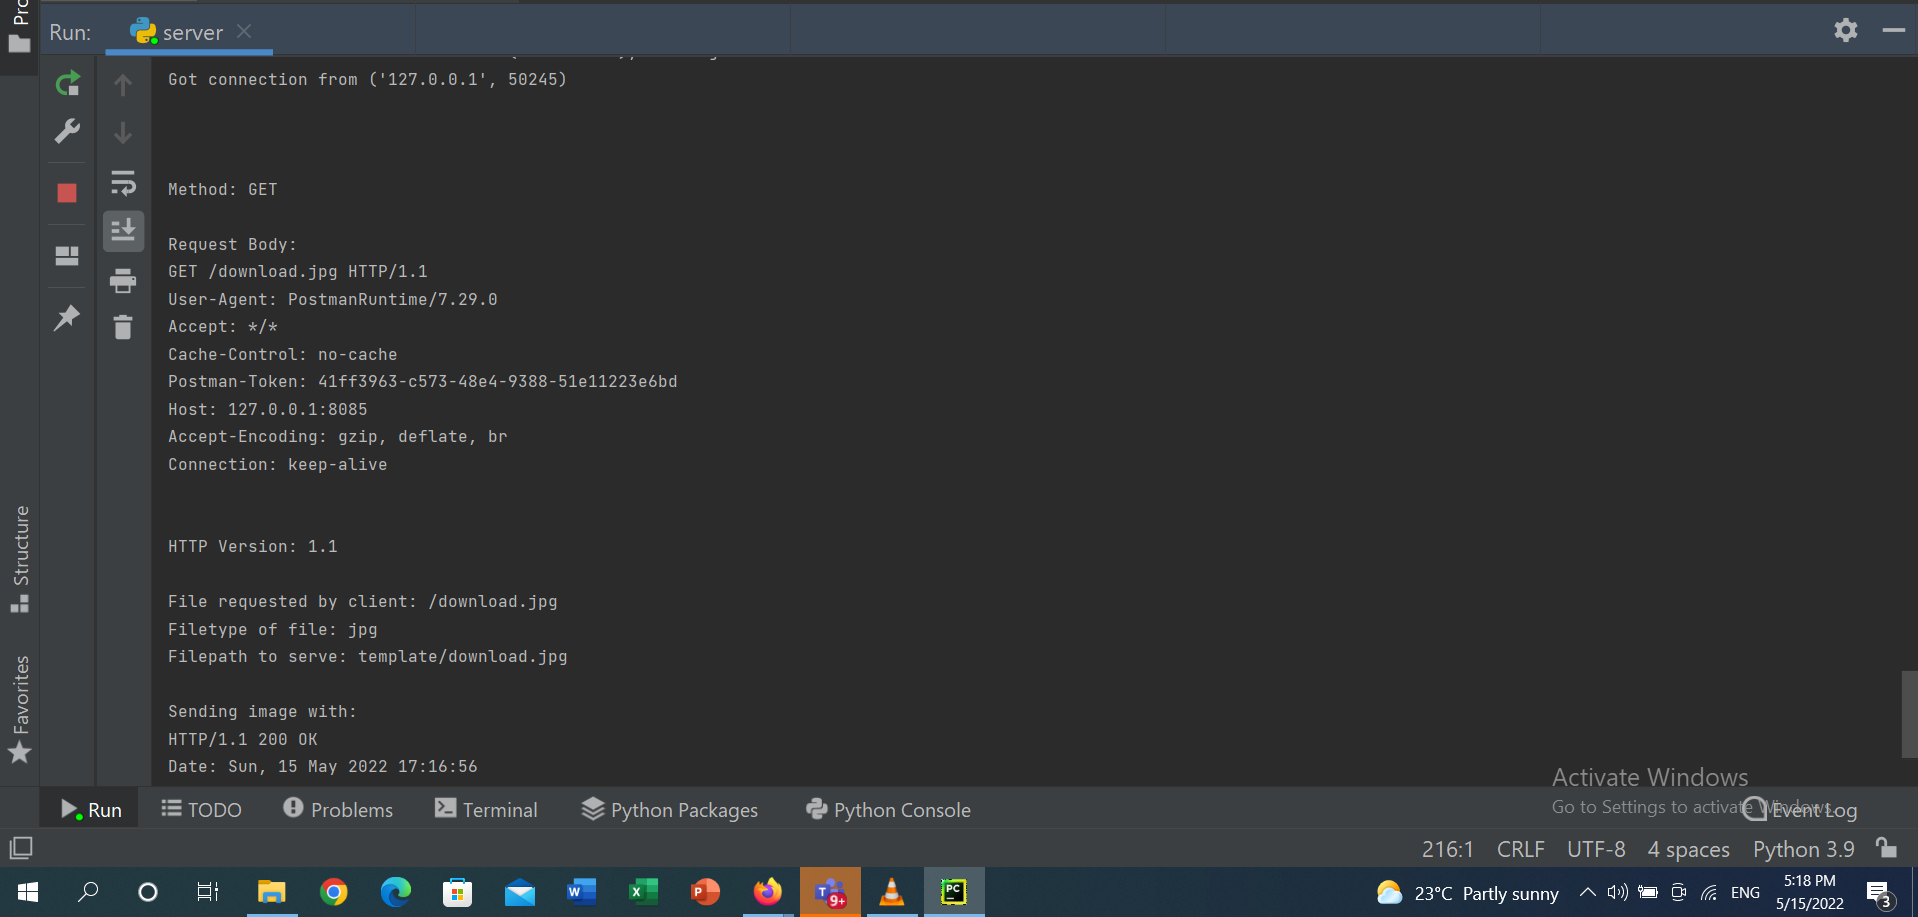 Pro
Run:
server
Got connection from ('127.0.0.1', 50245)
Method: GET
Request Body:
GET /download.jpg HTTP/1.1
User-Agent: PostmanRuntime/7.29.0
Accept: */*
Cache-Control: no-cache
Postman-Token: 41ff3963-c573-48e4-9388-51e11223e6bd
Host: 127.0.0.1:8085
Accept-Encoding: gzip, deflate, br
Connection: keep-alive
HTTP Version: 1.1
File requested by client: /download.jpg
Filetype of file: jpg
Filepath to serve: template/download.jpg
Sending image with:
HTTP/1.1 200 OK
Date: Sun, 15 May 2022 17:16:56
Structure
Favorites
Activate Windows
Go to Settings to activate Windows.
Run
TODO
Problems
Terminal
Python Packages
Python Console
Event Log
216:1 CRLF UTF-8 4 spaces Python 3.9
W
X
P
T
9+
PC
23°C Partly sunny
ENG
5:18 PM
5/15/2022
3